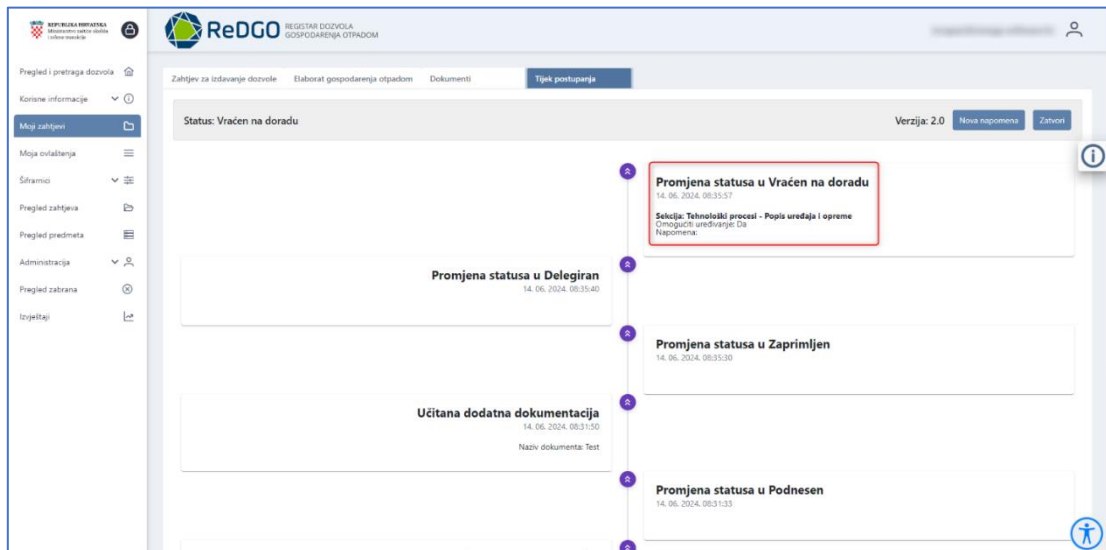 REPUBLIKA HRVATSKA
Ministarstvo zaštite okoliša
i zelene tranzicije
ReDGO
REGISTAR DOZVOLA
GOSPODARENJA OTPADOM
Pregled i pretraga dozvola
Korisne informacije
Moji zahtjevi
Moja ovlaštenja
Šifrarnici
Pregled zahtjeva
Pregled predmeta
Administracija
Pregled zabrana
Izvještaji
Zahtjev za izdavanje dozvole
Elaborat gospodarenja otpadom
Dokumenti
Tijek postupanja
Status: Vraćen na doradu
Verzija: 2.0
Nova napomena
Zatvori
Promjena statusa u Vraćen na doradu
14. 06. 2024. 08:35:57
Sekcija: Tehnološki procesi - Popis uređaja i opreme
Omogućiti uređivanje: Da
Napomena:
Promjena statusa u Delegiran
14. 06. 2024. 08:35:40
Promjena statusa u Zaprimljen
14. 06. 2024. 08:35:30
Učitana dodatna dokumentacija
14. 06. 2024. 08:31:50
Naziv dokumenta: Test
Promjena statusa u Podnesen
14. 06. 2024. 08:31:33